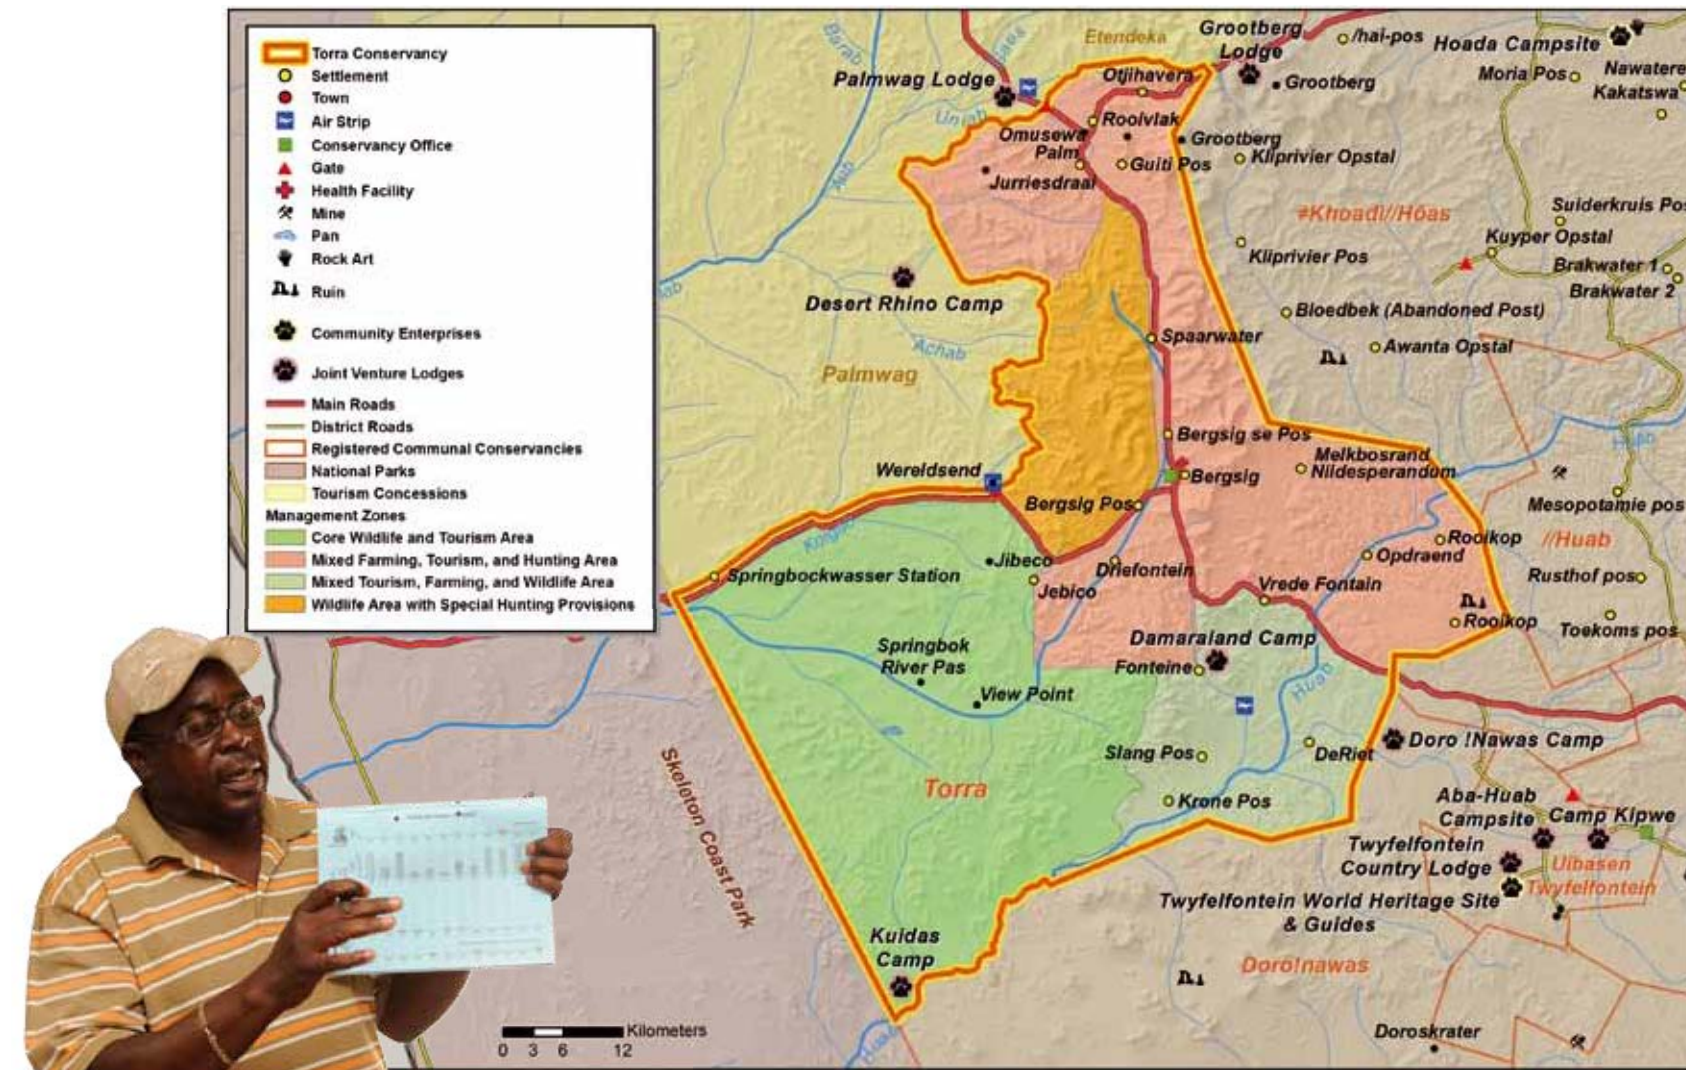 Torra Conservancy
Settlement
Town
Air Strip
Conservancy Office
Gate
Health Facility
Mine
Pan
Rock Art
Ruin
Community Enterprises
Joint Venture Lodges
Main Roads
District Roads
Registered Communal Conservancies
National Parks
Tourism Concessions
Management Zones
Core Wildlife and Tourism Area
Mixed Farming, Tourism, and Hunting Area
Mixed Tourism, Farming, and Wildlife Area
Wildlife Area with Special Hunting Provisions
Barab
Etendeka
Grootberg
Lodge
/hai-pos
Hoada Campsite
Palmwag Lodge
Otjihavera
Grootberg
Moria Pos
Nawatere
Kakatswa
Uniab
Omusewa
Palm
Rooivlak
Grootberg
Guiti Pos
Kliprivier Opstal
Aub
Jurriesdraai
≠Khoadi//Hôas
Suiderkruis Pos
Kuyper Opstal
Kliprivier Pos
Brakwater 1
Brakwater 2
Desert Rhino Camp
Bloedbek (Abandoned Post)
Spaarwater
Awanta Opstal
Achab
Palmwag
Bergsig se Pos
Huab
Melkbosrand
Nildesperandum
Wereldsend
Bergsig
Bergsig Pos
Mesopotamie pos
Rooikop
//Huab
Opdraend
Jibeco
Driefontein
Springbockwasser Station
Jebico
Vrede Fontain
Rusthof pos
Rooikop
Toekoms pos
Damaraland Camp
Springbok
River Pas
Fonteine
Huab
View Point
Slang Pos
DeRiet
Doro !Nawas Camp
Skeleton Coast Park
Torra
Krone Pos
Aba-Huab
Campsite
Camp Kipwe
Twyfelfontein
Country Lodge
Uibasen
Twyfelfontein
Twyfelfontein World Heritage Site
& Guides
Kuidas
Camp
Doro!nawas
Huab
Doroskrater
Kilometers
0 3 6 12